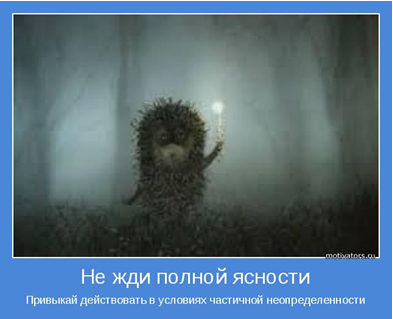 motivators.ru
Не жди полной ясности
Привыкай действовать в условиях частичной неопределенности